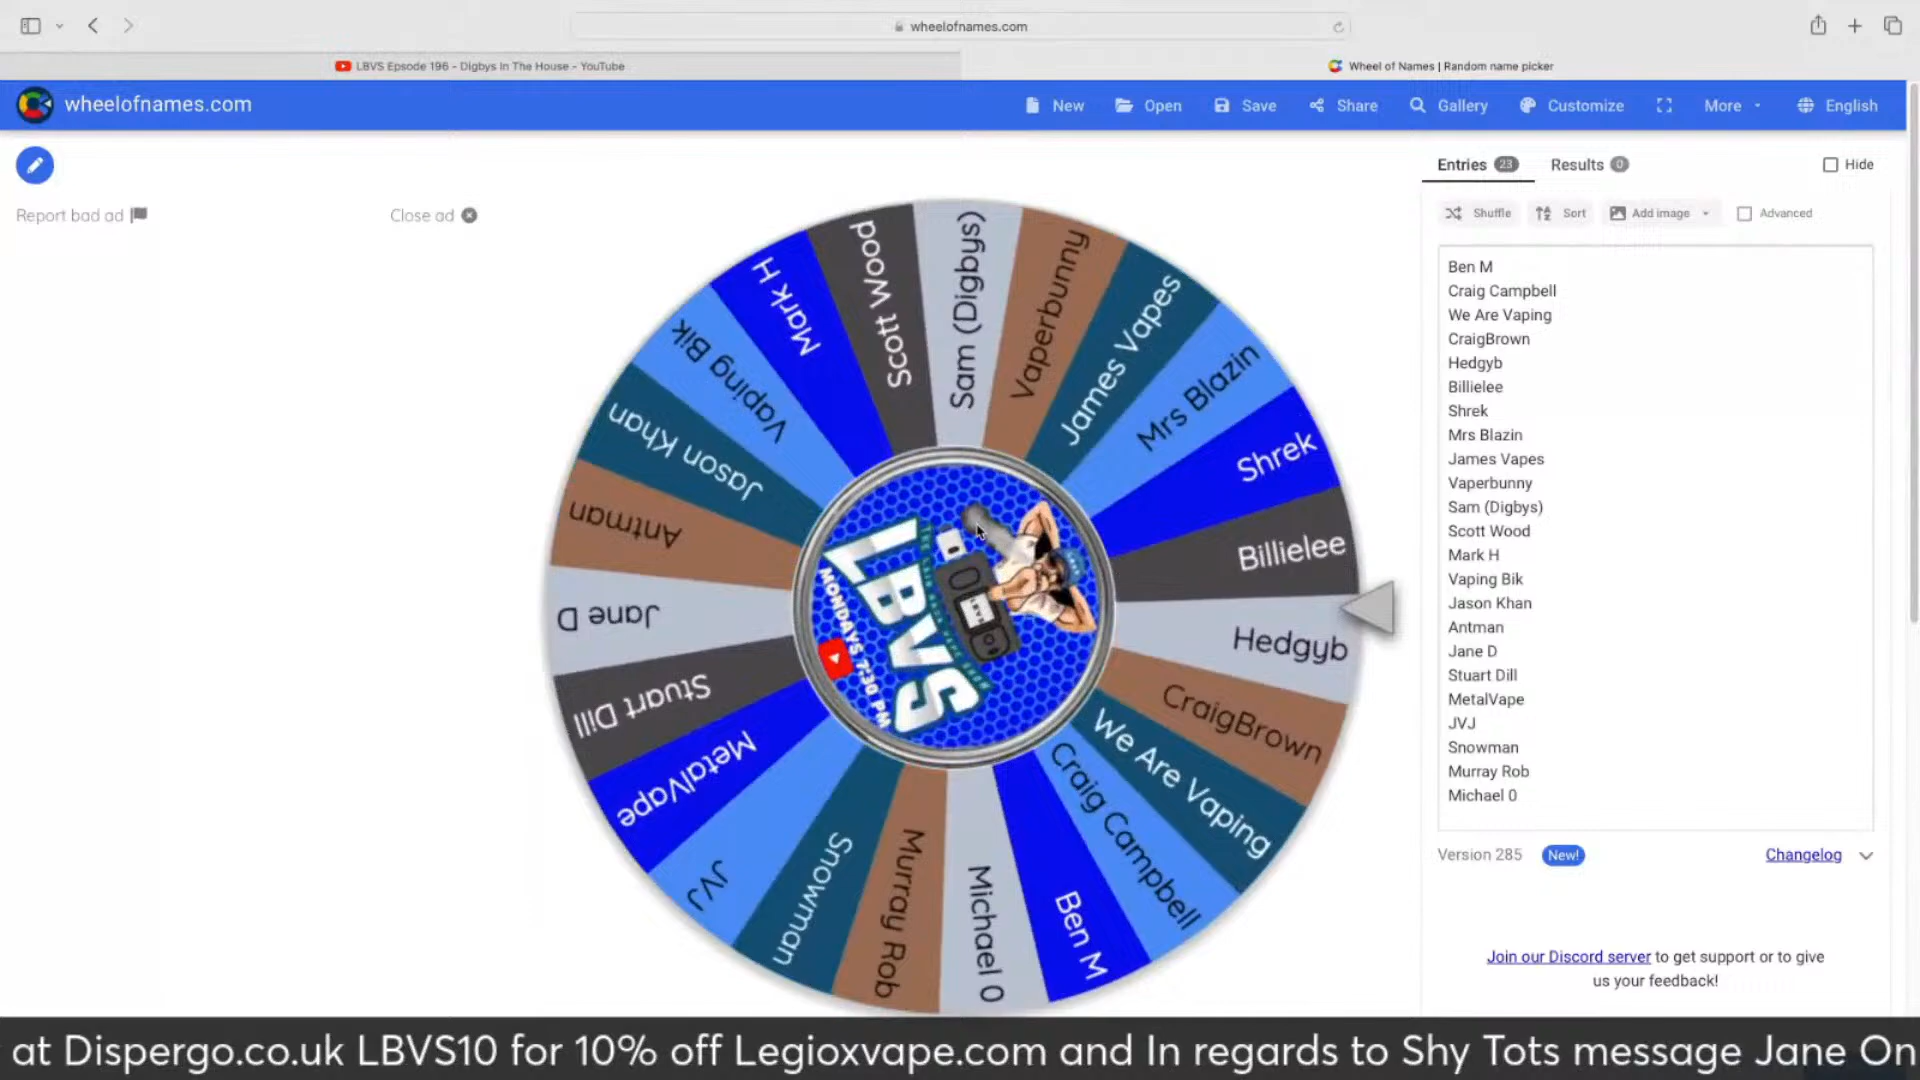 wheelofnames.com
LBVS Epsode 196 - Digbys In The House - YouTube
Wheel of Names | Random name picker
wheelofnames.com
New
Open
Save
Share
Gallery
Customize
More
English
Report bad ad
Close ad
Entries 23
Results 0
Hide
Shuffle
Sort
Add image
Advanced
Ben M
Craig Campbell
We Are Vaping
CraigBrown
Hedgyb
Billielee
Shrek
Mrs Blazin
James Vapes
Vaperbunny
Sam (Digbys)
Scott Wood
Mark H
Vaping Bik
Jason Khan
Antman
Jane D
Stuart Dill
MetalVape
JVJ
Snowman
Murray Rob
Michael 0
Scott Wood
Sam (Digbys)
Vaperbunny
James Vapes
Mrs Blazin
Shrek
Billielee
Hedgyb
CraigBrown
We Are Vaping
Craig Campbell
Ben M
Michael 0
Murray Rob
Snowman
JVJ
MetalVape
Stuart Dill
Jane D
Antman
Jason Khan
Vaping Bik
Mark H
LBVS
MONDAYS 7:30 PM
Version 285
New!
Changelog
Join our Discord server to get support or to give
us your feedback!
at Dispergo.co.uk LBVS10 for 10% off Legioxvape.com and In regards to Shy Tots message Jane On